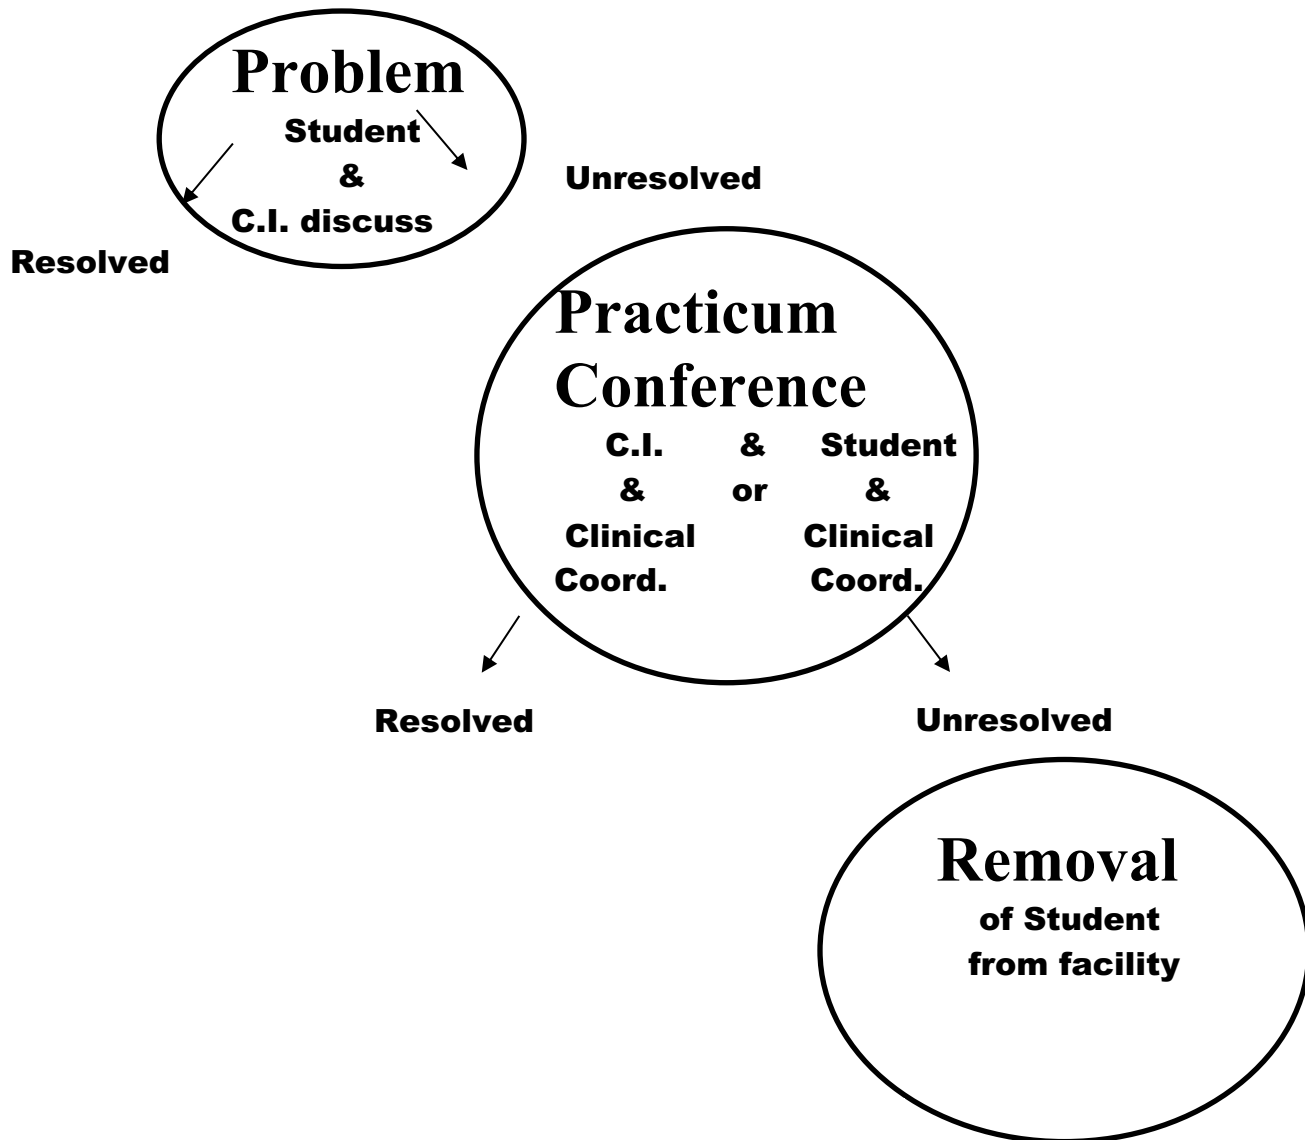 Problem
Student
&
C.I. discuss
Unresolved
Resolved
Practicum
Conference
C.I. & Student
& or &
Clinical Clinical
Coord. Coord.
Resolved Unresolved
Removal
of Student
from facility